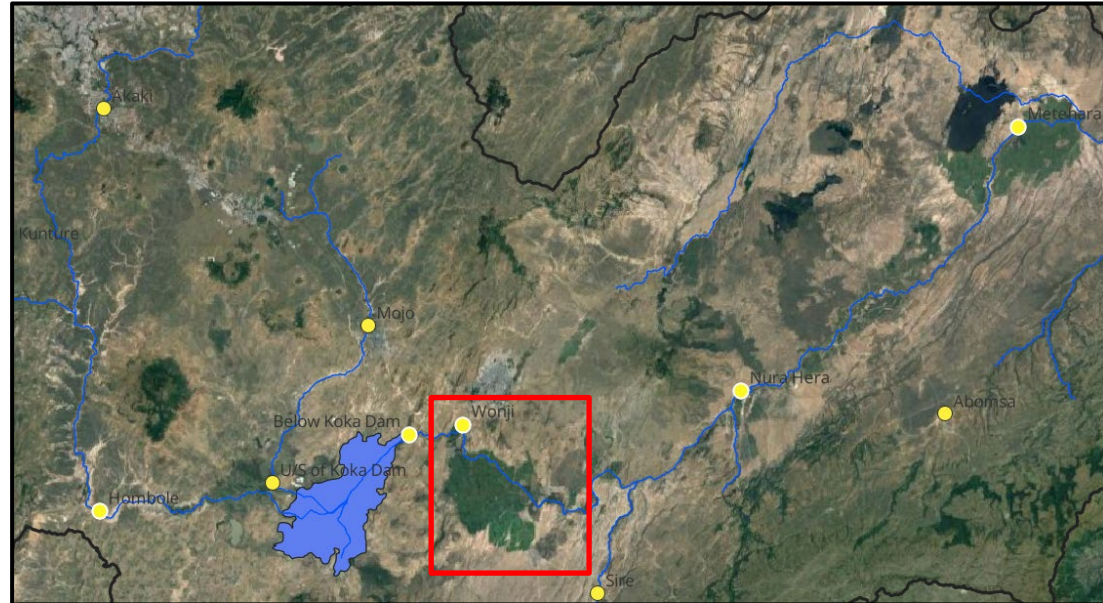 Akaki
Metehara
Kunture
Mojo
Nura Hera
Abomsa
Below Koka Dam
Wonji
U/S of Koka Dam
Hombole
Sire